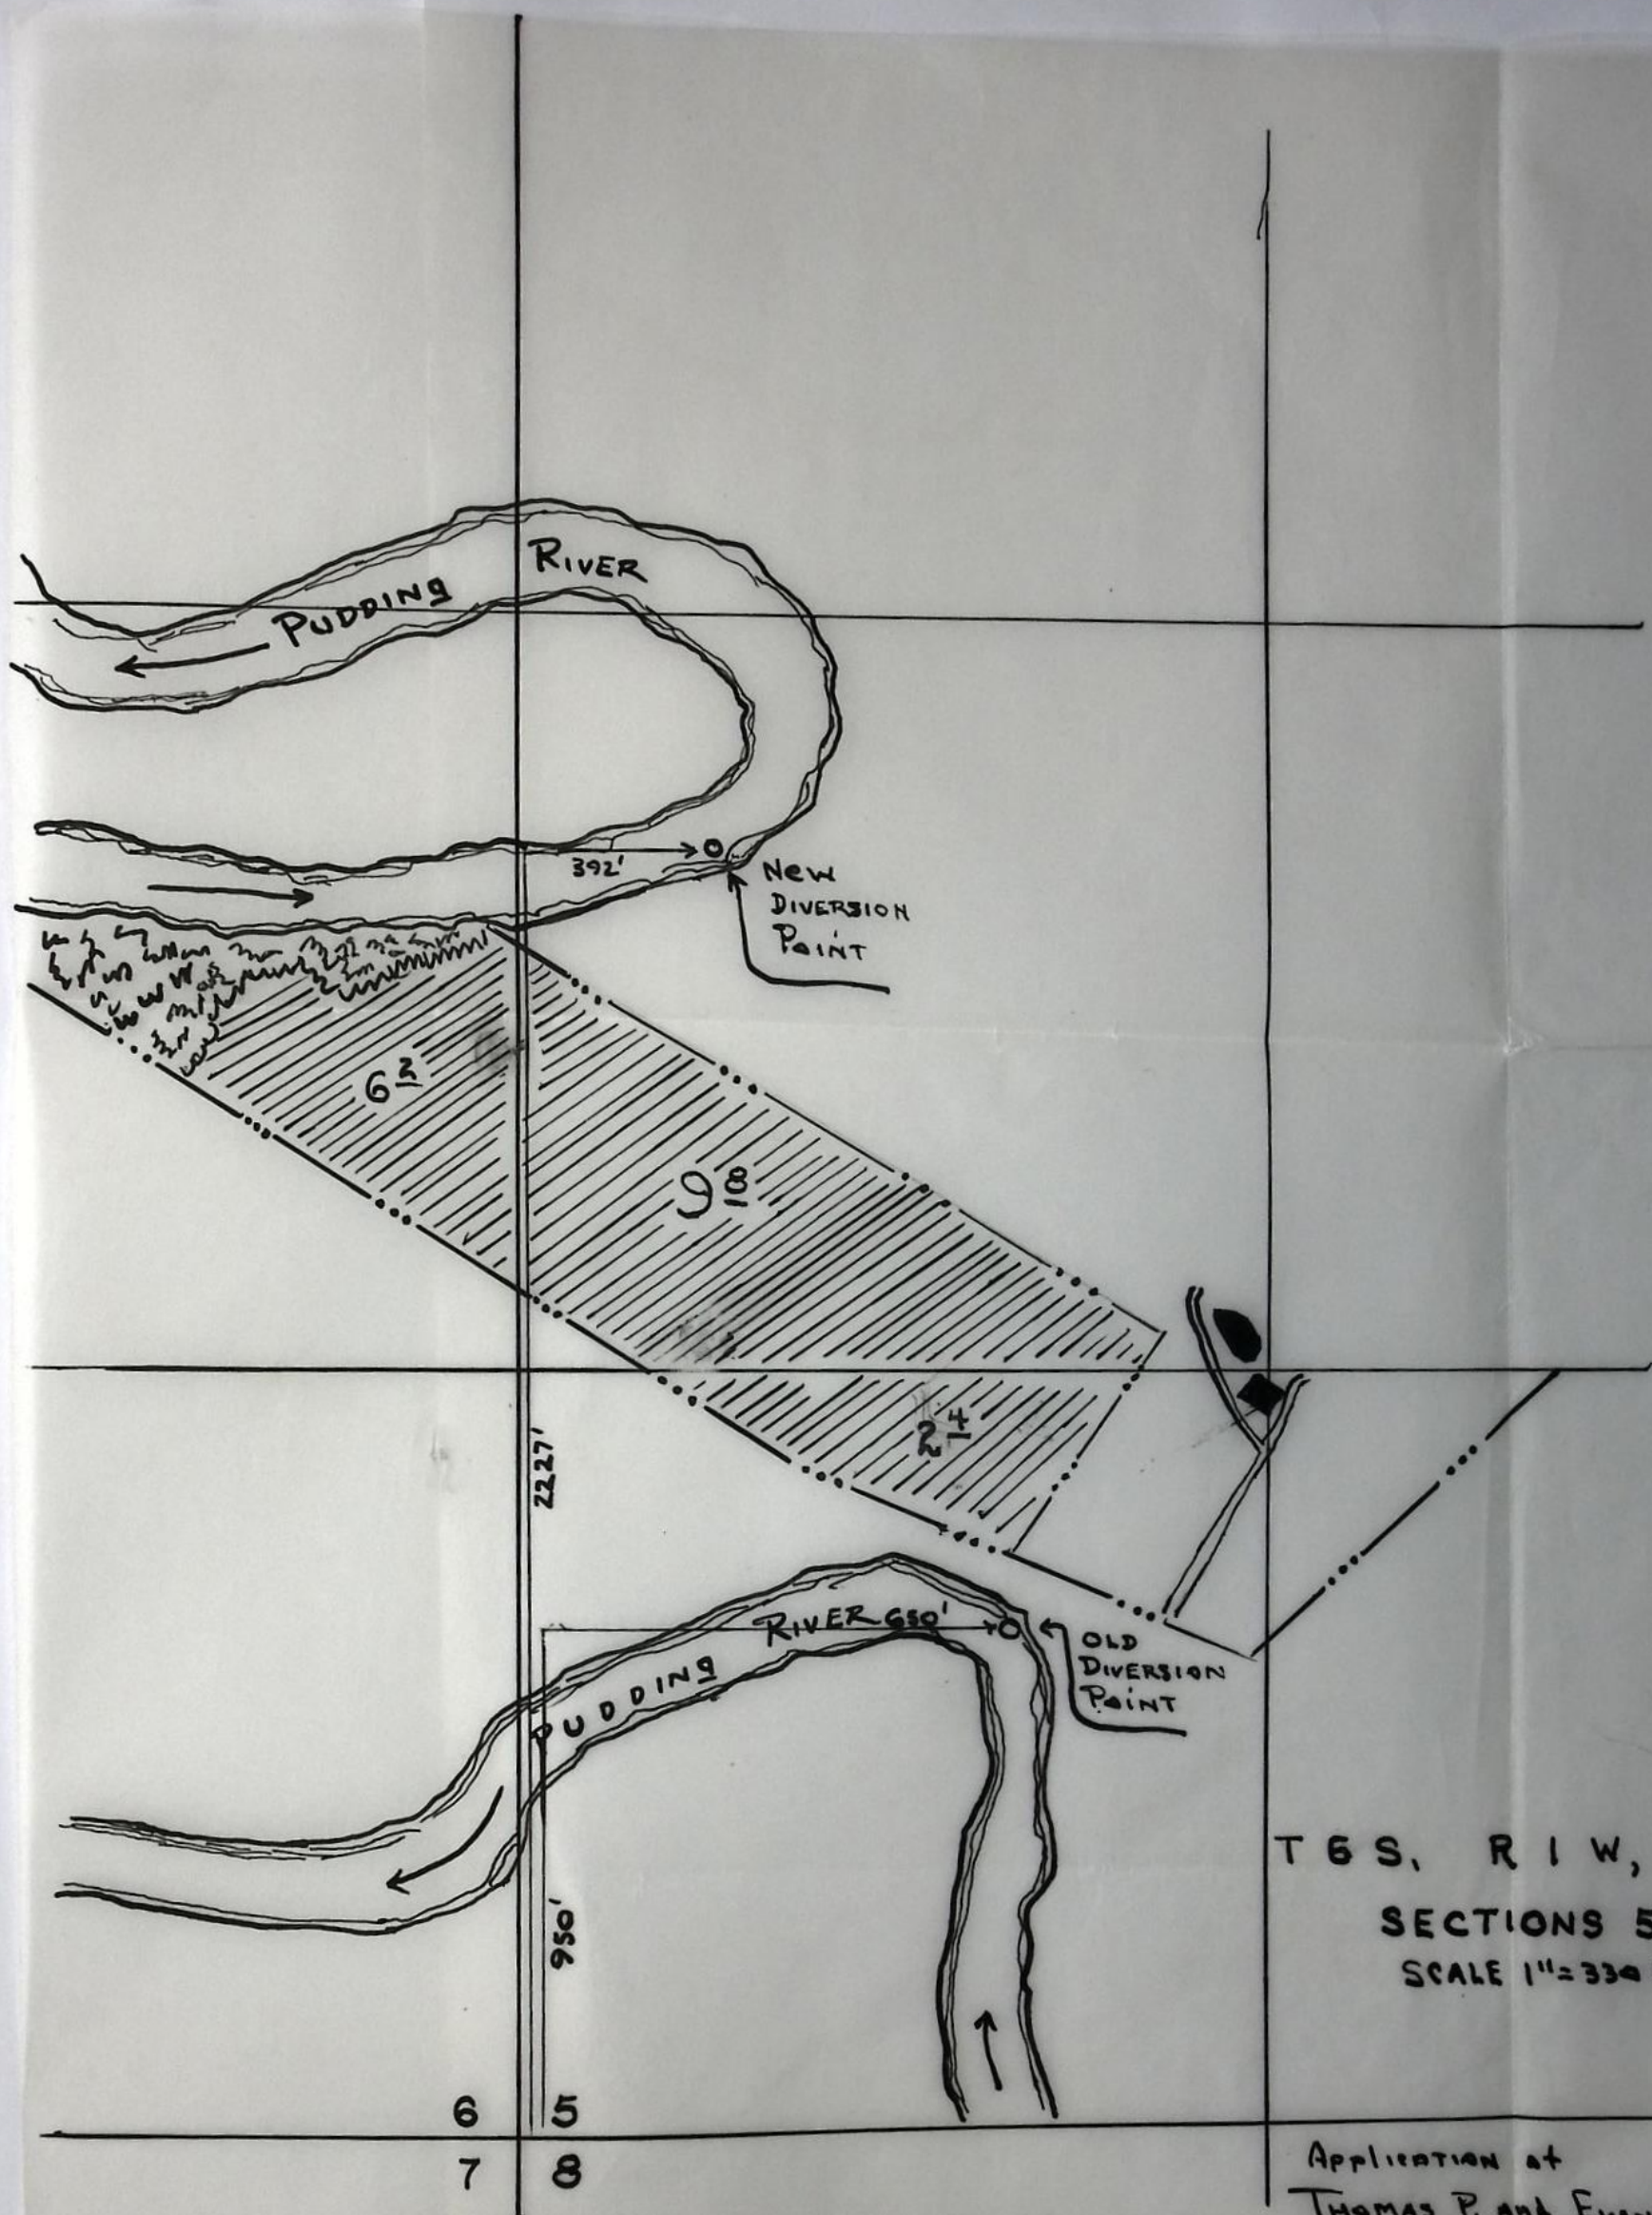 RIVER
PUDDING
392'
NEW
DIVERSION
POINT
6 2
9 8
2 4
2227'
RIVER 650'
PUDDING
OLD
DIVERSION
POINT
950'
T 6 S, R 1 W,
SECTIONS 5
SCALE 1"=330
6 5
7 8
Application of
THOMAS P. and